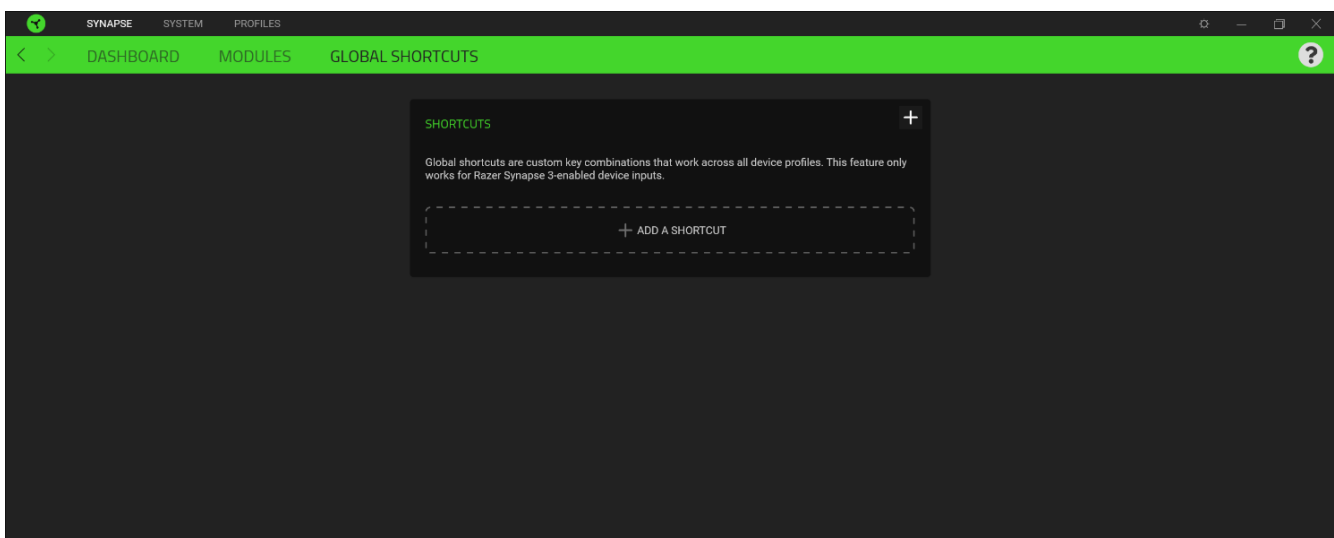 SYNAPSE SYSTEM PROFILES
DASHBOARD MODULES GLOBAL SHORTCUTS ?
SHORTCUTS
Global shortcuts are custom key combinations that work across all device profiles. This feature only
works for Razer Synapse 3-enabled device inputs.
ADD A SHORTCUT